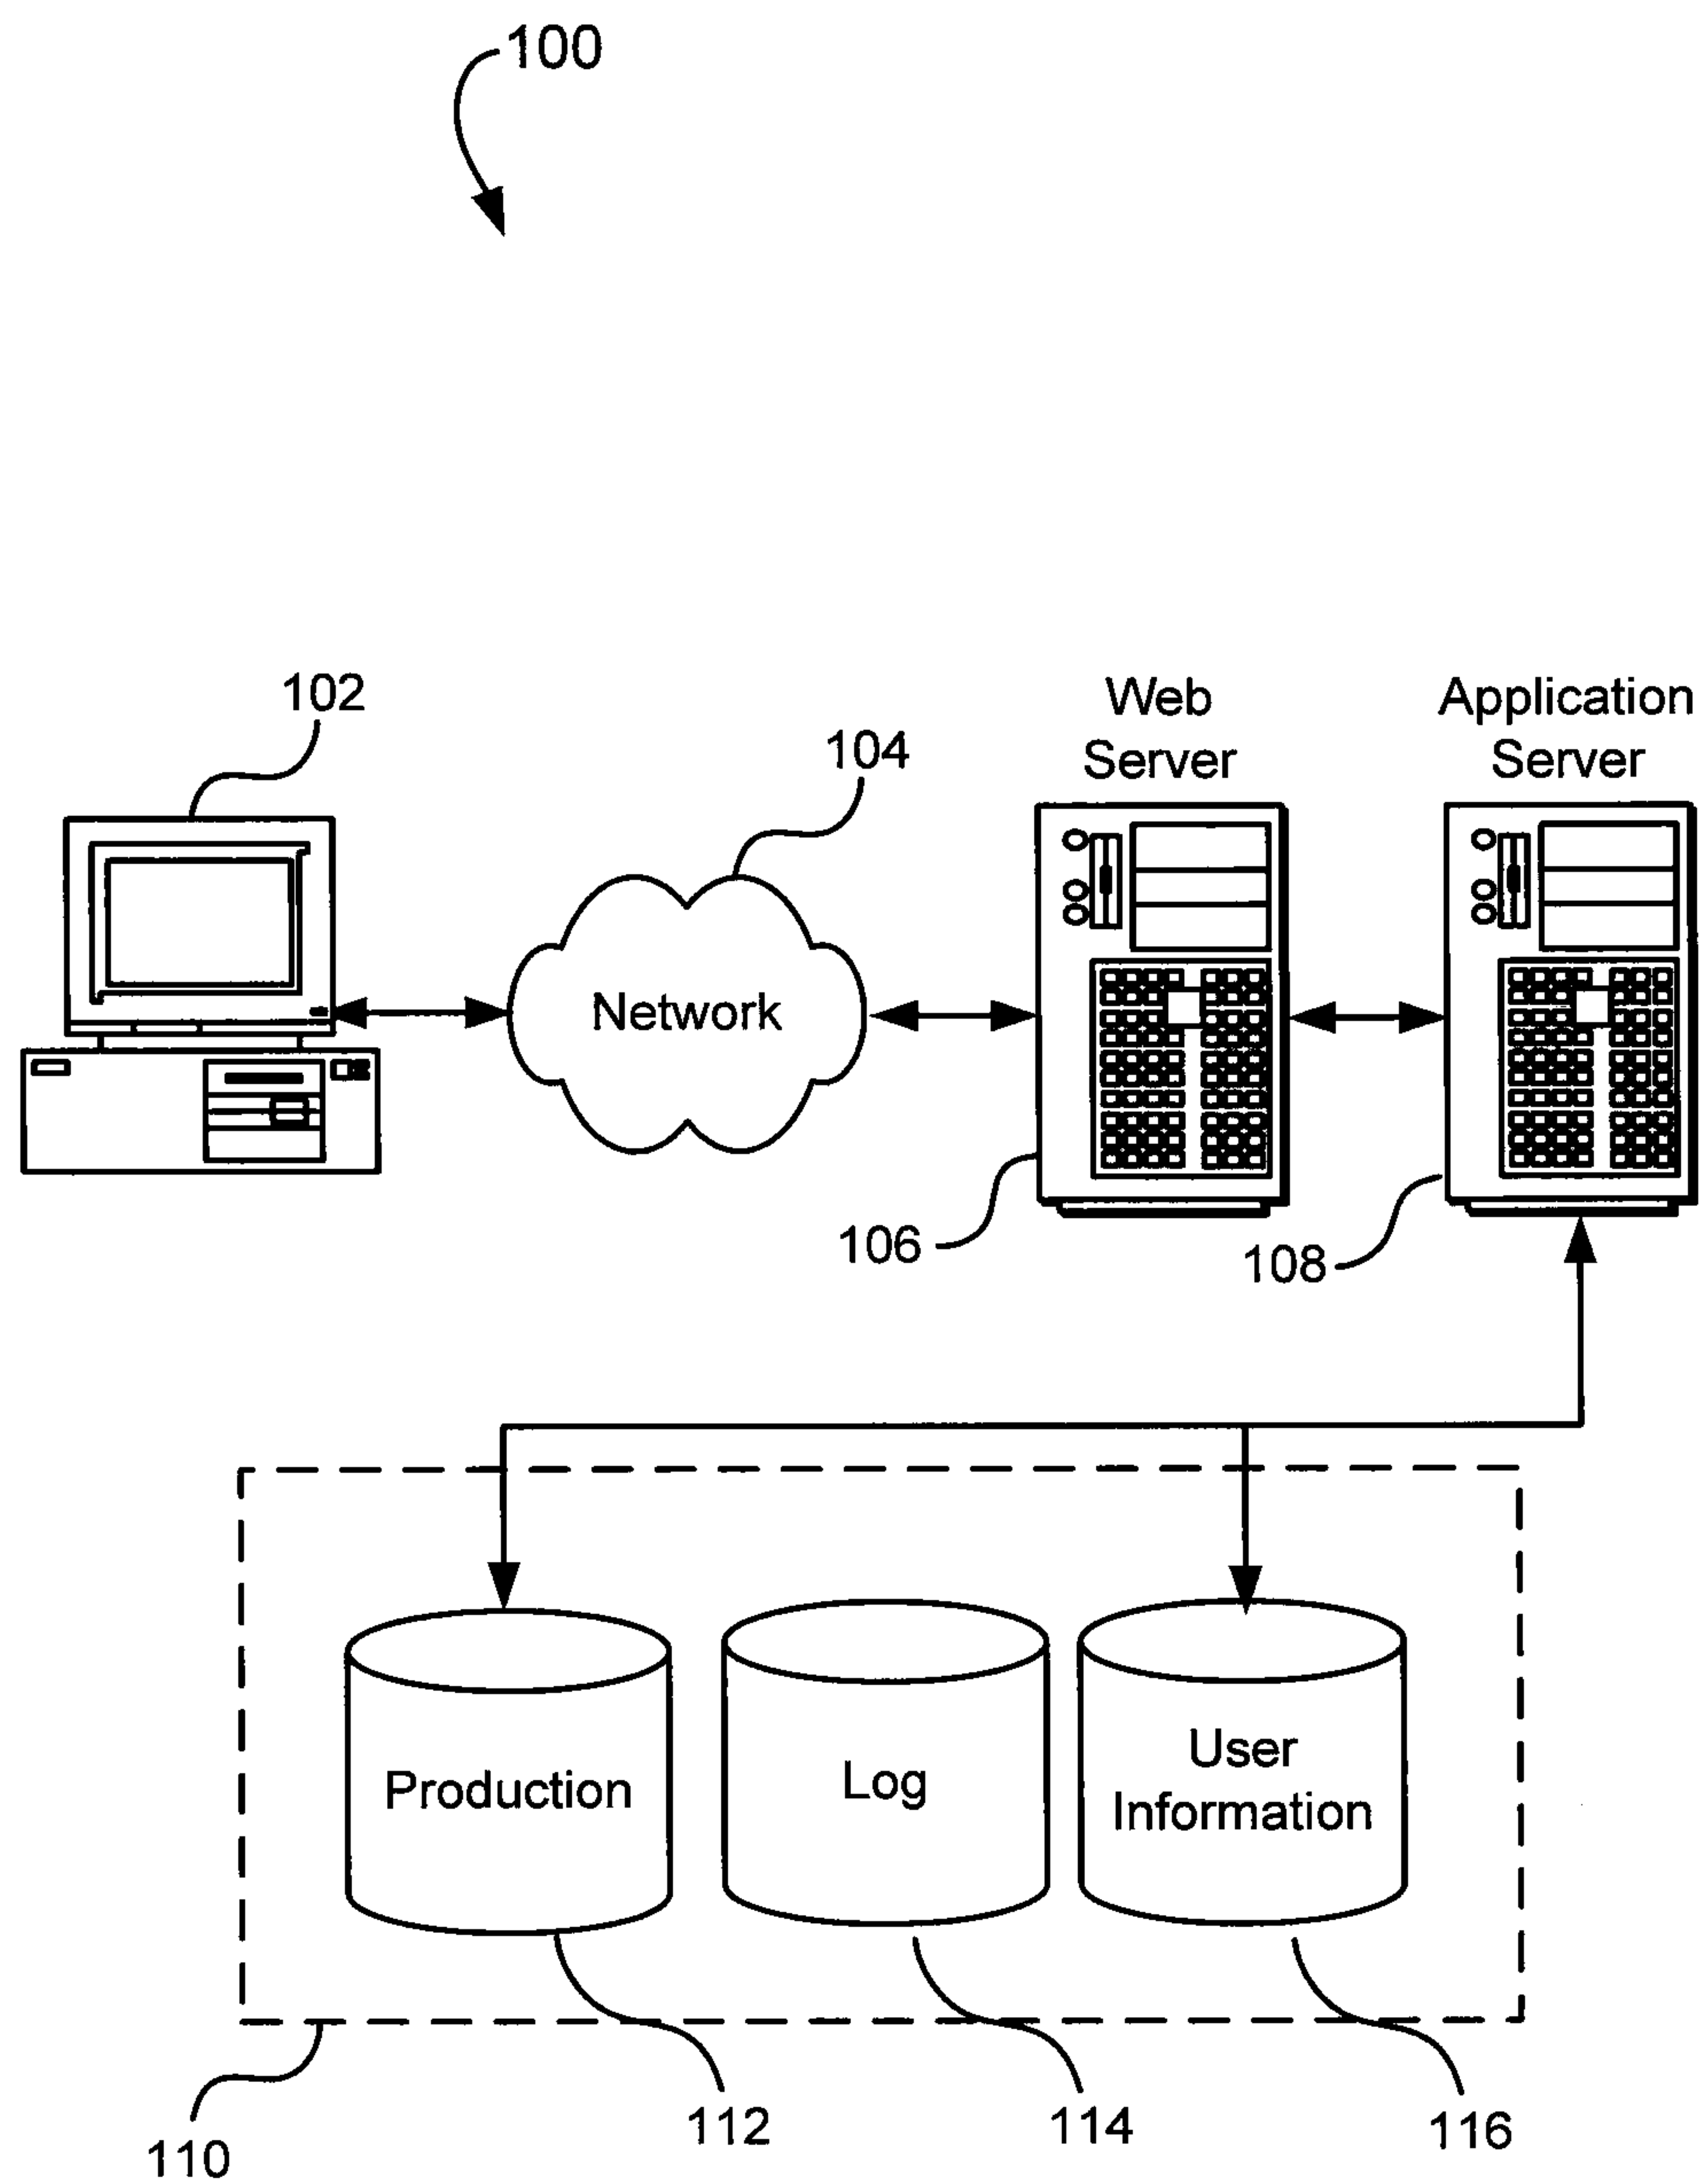 100
102
104
Web
Server
Application
Server
Network
106
108
Production
Log
User
Information
110
112
114
116